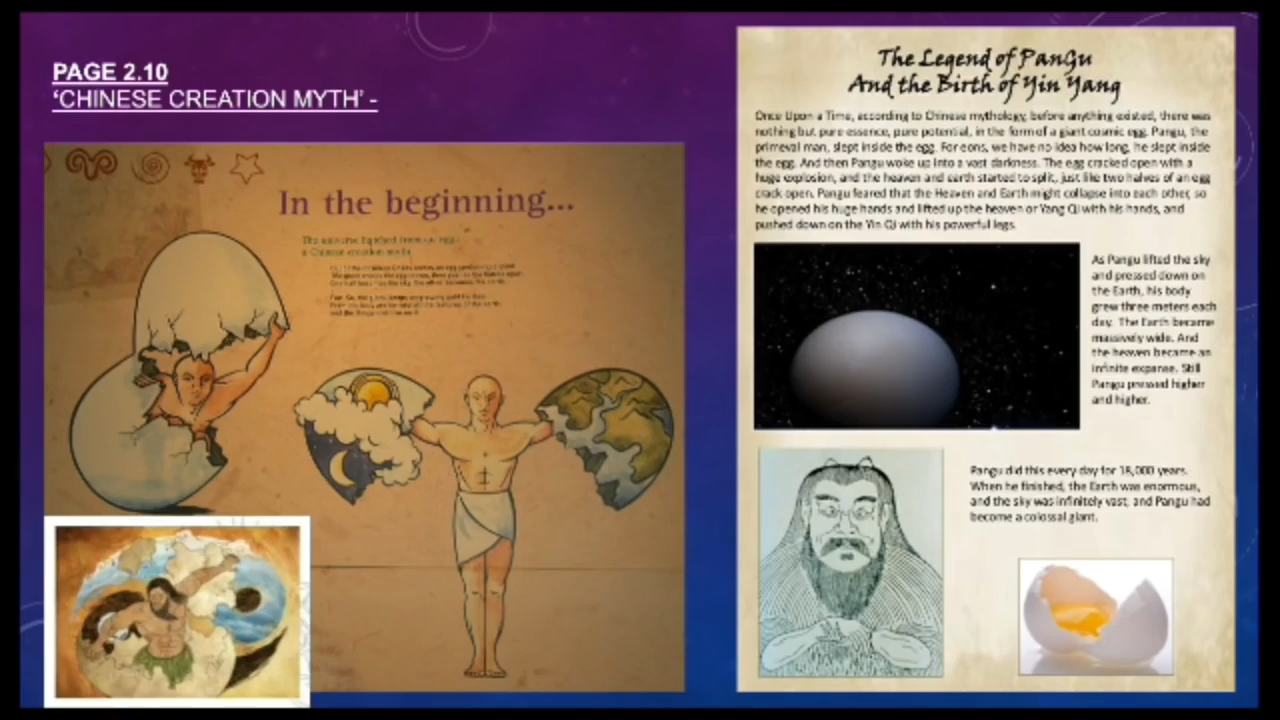 PAGE 2.10
‘CHINESE CREATION MYTH’ -
In the beginning...
The universe hatched from an egg -
a Chinese creation myth
The Legend of PanGu
And the Birth of Yin Yang
Once Upon a Time, according to Chinese mythology, before anything existed, there was
nothing but pure essence, pure potential, in the form of a giant cosmic egg. Pangu, the
primeval man, slept inside the egg. For eons, we have no idea how long, he slept inside
the egg. And then Pangu woke up into a vast darkness. The egg cracked open with a
huge explosion, and the heaven and earth started to split, just like two halves of an egg
crack open. Pangu feared that the Heaven and Earth might collapse into each other, so
he opened his huge hands and lifted up the heaven or Yang Qi with his hands, and
pushed down on the Yin Qi with his powerful legs.
As Pangu lifted the sky
and pressed down on
the Earth, his body
grew three meters each
day. The Earth became
massively wide. And
the heaven became an
infinite expanse. Still
Pangu pressed higher
and higher.
Pangu did this every day for 18,000 years.
When he finished, the Earth was enormous,
and the sky was infinitely vast, and Pangu had
become a colossal giant.